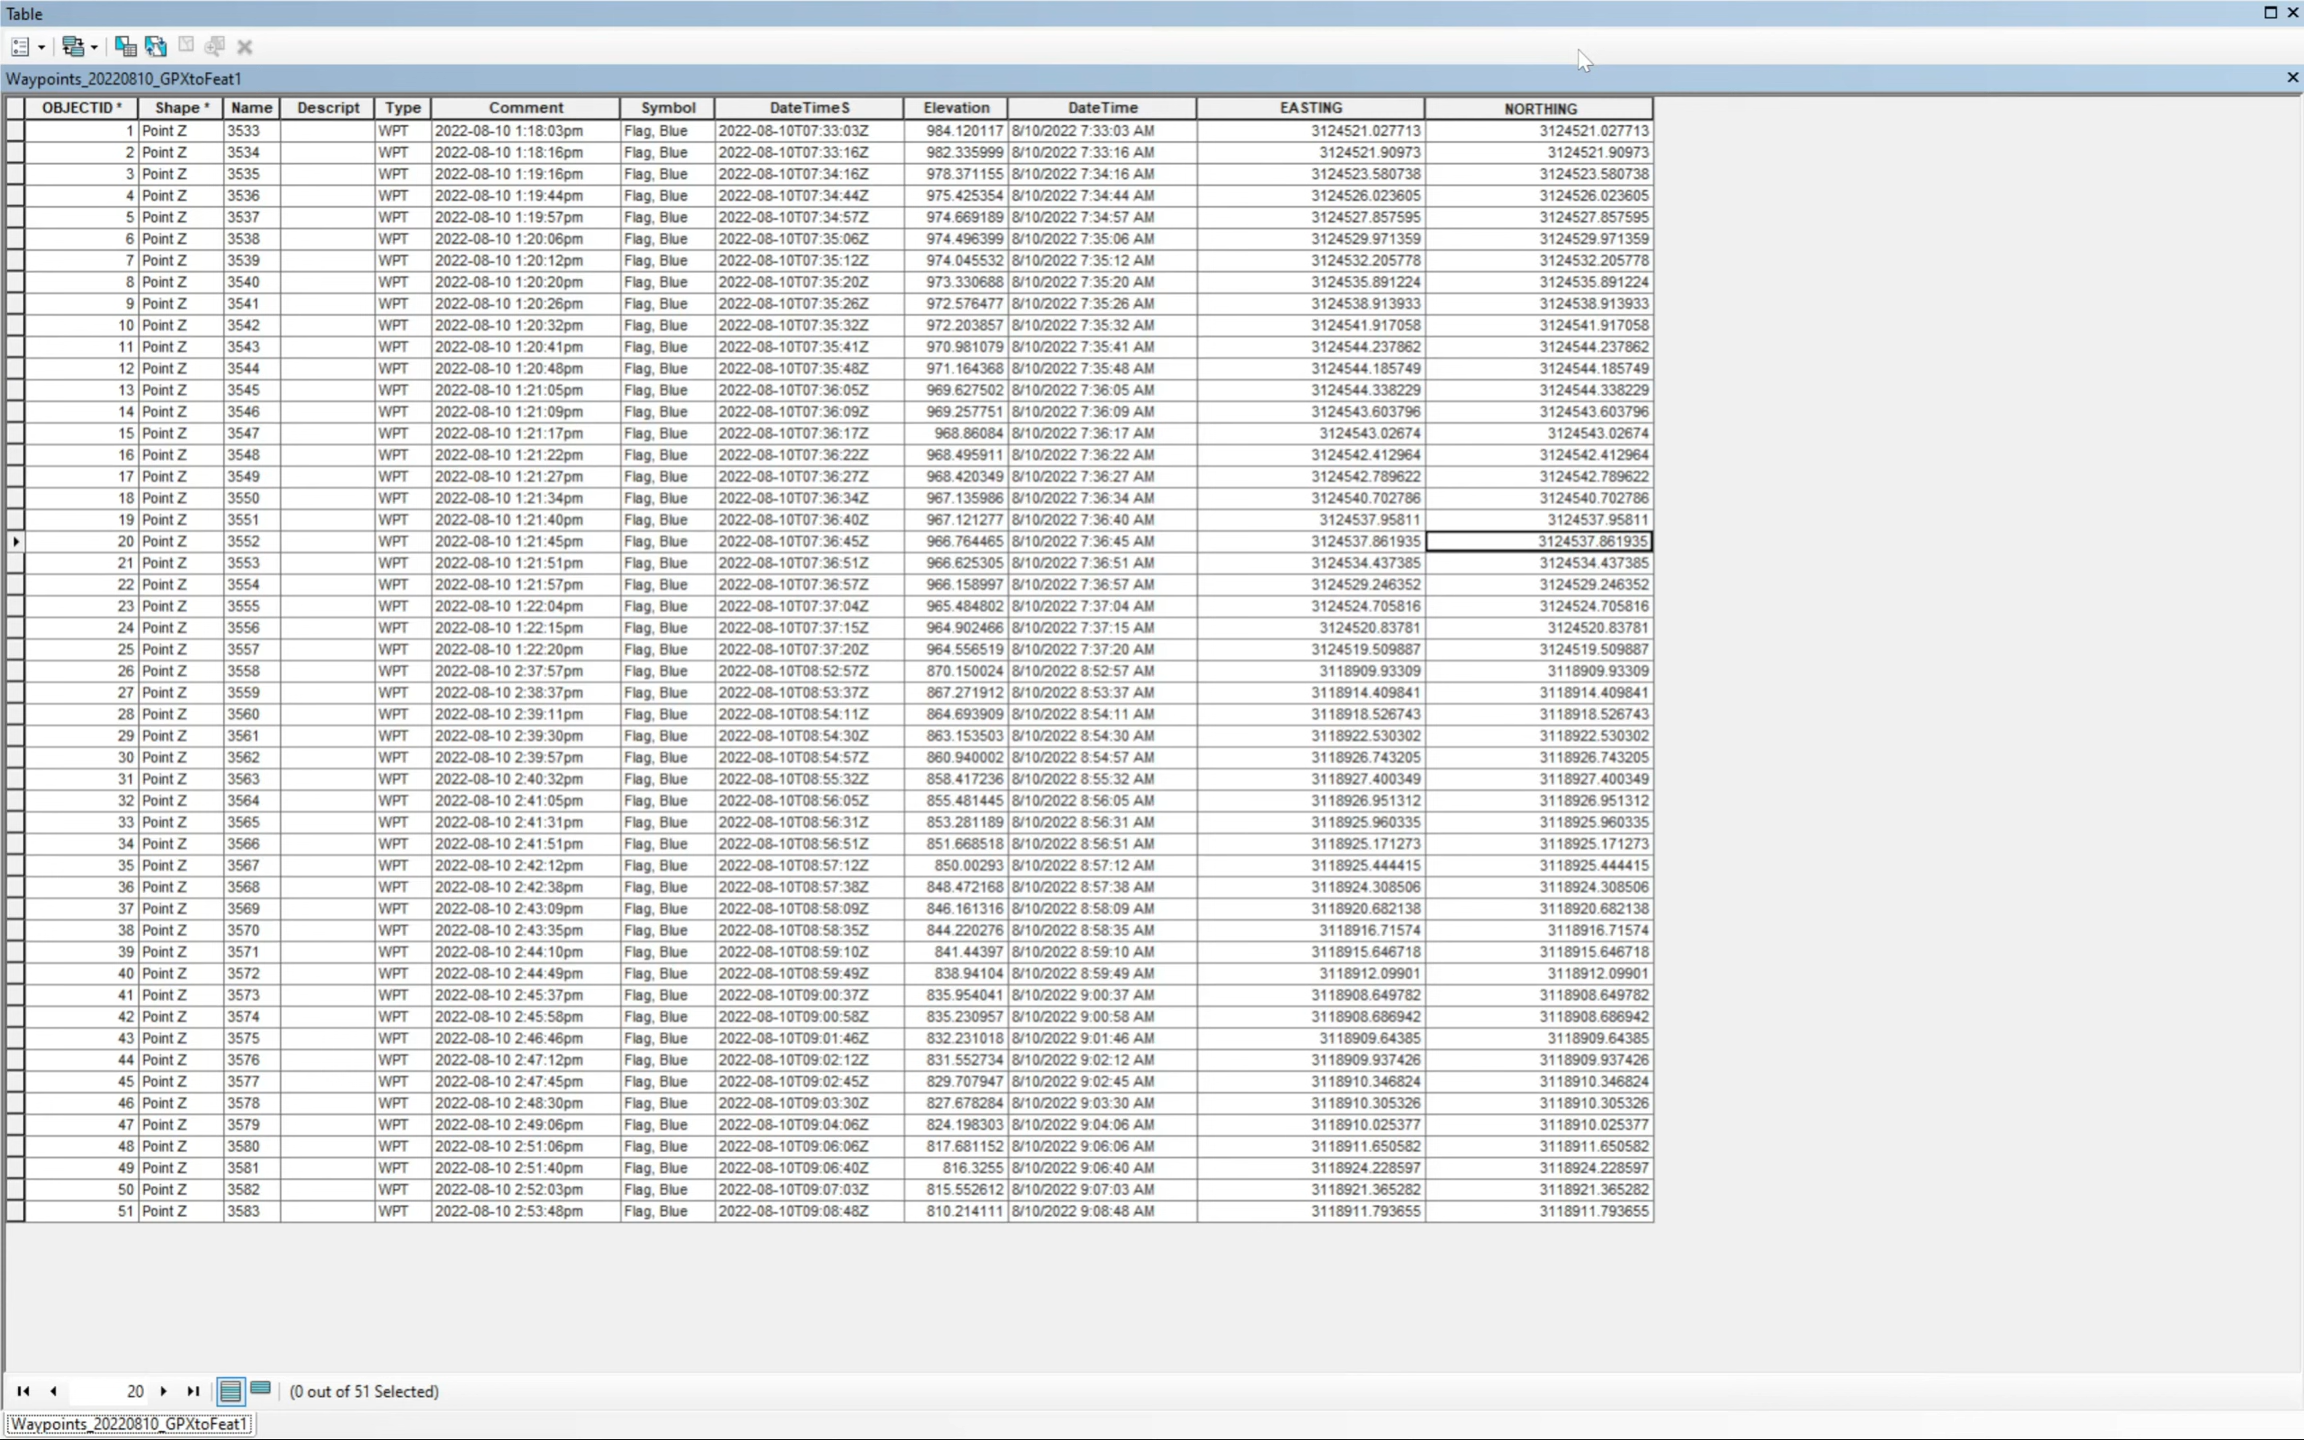 Table
Waypoints_20220810_GPXtoFeat1
OBJECTID * Shape * Name Descript Type Comment Symbol DateTimeS Elevation DateTime EASTING NORTHING
1 Point Z 3533 WPT 2022-08-10 1:18:03pm Flag, Blue 2022-08-10T07:33:03Z 984.120117 8/10/2022 7:33:03 AM 3124521.027713 3124521.027713
2 Point Z 3534 WPT 2022-08-10 1:18:16pm Flag, Blue 2022-08-10T07:33:16Z 982.335999 8/10/2022 7:33:16 AM 3124521.90973 3124521.90973
3 Point Z 3535 WPT 2022-08-10 1:19:16pm Flag, Blue 2022-08-10T07:34:16Z 978.371155 8/10/2022 7:34:16 AM 3124523.580738 3124523.580738
4 Point Z 3536 WPT 2022-08-10 1:19:44pm Flag, Blue 2022-08-10T07:34:44Z 975.425354 8/10/2022 7:34:44 AM 3124526.023605 3124526.023605
5 Point Z 3537 WPT 2022-08-10 1:19:57pm Flag, Blue 2022-08-10T07:34:57Z 974.669189 8/10/2022 7:34:57 AM 3124527.857595 3124527.857595
6 Point Z 3538 WPT 2022-08-10 1:20:06pm Flag, Blue 2022-08-10T07:35:06Z 974.496399 8/10/2022 7:35:06 AM 3124529.971359 3124529.971359
7 Point Z 3539 WPT 2022-08-10 1:20:12pm Flag, Blue 2022-08-10T07:35:12Z 974.045532 8/10/2022 7:35:12 AM 3124532.205778 3124532.205778
8 Point Z 3540 WPT 2022-08-10 1:20:20pm Flag, Blue 2022-08-10T07:35:20Z 973.330688 8/10/2022 7:35:20 AM 3124535.891224 3124535.891224
9 Point Z 3541 WPT 2022-08-10 1:20:26pm Flag, Blue 2022-08-10T07:35:26Z 972.576477 8/10/2022 7:35:26 AM 3124538.913933 3124538.913933
10 Point Z 3542 WPT 2022-08-10 1:20:32pm Flag, Blue 2022-08-10T07:35:32Z 972.203857 8/10/2022 7:35:32 AM 3124541.917058 3124541.917058
11 Point Z 3543 WPT 2022-08-10 1:20:41pm Flag, Blue 2022-08-10T07:35:41Z 970.981079 8/10/2022 7:35:41 AM 3124544.237862 3124544.237862
12 Point Z 3544 WPT 2022-08-10 1:20:48pm Flag, Blue 2022-08-10T07:35:48Z 971.164368 8/10/2022 7:35:48 AM 3124544.185749 3124544.185749
13 Point Z 3545 WPT 2022-08-10 1:21:05pm Flag, Blue 2022-08-10T07:36:05Z 969.627502 8/10/2022 7:36:05 AM 3124544.338229 3124544.338229
14 Point Z 3546 WPT 2022-08-10 1:21:09pm Flag, Blue 2022-08-10T07:36:09Z 969.257751 8/10/2022 7:36:09 AM 3124543.603796 3124543.603796
15 Point Z 3547 WPT 2022-08-10 1:21:17pm Flag, Blue 2022-08-10T07:36:17Z 968.86084 8/10/2022 7:36:17 AM 3124543.02674 3124543.02674
16 Point Z 3548 WPT 2022-08-10 1:21:22pm Flag, Blue 2022-08-10T07:36:22Z 968.495911 8/10/2022 7:36:22 AM 3124542.412964 3124542.412964
17 Point Z 3549 WPT 2022-08-10 1:21:27pm Flag, Blue 2022-08-10T07:36:27Z 968.420349 8/10/2022 7:36:27 AM 3124542.789622 3124542.789622
18 Point Z 3550 WPT 2022-08-10 1:21:34pm Flag, Blue 2022-08-10T07:36:34Z 967.135986 8/10/2022 7:36:34 AM 3124540.702786 3124540.702786
19 Point Z 3551 WPT 2022-08-10 1:21:40pm Flag, Blue 2022-08-10T07:36:40Z 967.121277 8/10/2022 7:36:40 AM 3124537.95811 3124537.95811
20 Point Z 3552 WPT 2022-08-10 1:21:45pm Flag, Blue 2022-08-10T07:36:45Z 966.764465 8/10/2022 7:36:45 AM 3124537.861935 3124537.861935
21 Point Z 3553 WPT 2022-08-10 1:21:51pm Flag, Blue 2022-08-10T07:36:51Z 966.625305 8/10/2022 7:36:51 AM 3124534.437385 3124534.437385
22 Point Z 3554 WPT 2022-08-10 1:21:57pm Flag, Blue 2022-08-10T07:36:57Z 966.158997 8/10/2022 7:36:57 AM 3124529.246352 3124529.246352
23 Point Z 3555 WPT 2022-08-10 1:22:04pm Flag, Blue 2022-08-10T07:37:04Z 965.484802 8/10/2022 7:37:04 AM 3124524.705816 3124524.705816
24 Point Z 3556 WPT 2022-08-10 1:22:15pm Flag, Blue 2022-08-10T07:37:15Z 964.902466 8/10/2022 7:37:15 AM 3124520.83781 3124520.83781
25 Point Z 3557 WPT 2022-08-10 1:22:20pm Flag, Blue 2022-08-10T07:37:20Z 964.556519 8/10/2022 7:37:20 AM 3124519.509887 3124519.509887
26 Point Z 3558 WPT 2022-08-10 2:37:57pm Flag, Blue 2022-08-10T08:52:57Z 870.150024 8/10/2022 8:52:57 AM 3118909.93309 3118909.93309
27 Point Z 3559 WPT 2022-08-10 2:38:37pm Flag, Blue 2022-08-10T08:53:37Z 867.271912 8/10/2022 8:53:37 AM 3118914.409841 3118914.409841
28 Point Z 3560 WPT 2022-08-10 2:39:11pm Flag, Blue 2022-08-10T08:54:11Z 864.693909 8/10/2022 8:54:11 AM 3118918.526743 3118918.526743
29 Point Z 3561 WPT 2022-08-10 2:39:30pm Flag, Blue 2022-08-10T08:54:30Z 863.153503 8/10/2022 8:54:30 AM 3118922.530302 3118922.530302
30 Point Z 3562 WPT 2022-08-10 2:39:57pm Flag, Blue 2022-08-10T08:54:57Z 860.940002 8/10/2022 8:54:57 AM 3118926.743205 3118926.743205
31 Point Z 3563 WPT 2022-08-10 2:40:32pm Flag, Blue 2022-08-10T08:55:32Z 858.417236 8/10/2022 8:55:32 AM 3118927.400349 3118927.400349
32 Point Z 3564 WPT 2022-08-10 2:41:05pm Flag, Blue 2022-08-10T08:56:05Z 855.481445 8/10/2022 8:56:05 AM 3118926.951312 3118926.951312
33 Point Z 3565 WPT 2022-08-10 2:41:31pm Flag, Blue 2022-08-10T08:56:31Z 853.281189 8/10/2022 8:56:31 AM 3118925.960335 3118925.960335
34 Point Z 3566 WPT 2022-08-10 2:41:51pm Flag, Blue 2022-08-10T08:56:51Z 851.668518 8/10/2022 8:56:51 AM 3118925.171273 3118925.171273
35 Point Z 3567 WPT 2022-08-10 2:42:12pm Flag, Blue 2022-08-10T08:57:12Z 850.00293 8/10/2022 8:57:12 AM 3118925.444415 3118925.444415
36 Point Z 3568 WPT 2022-08-10 2:42:38pm Flag, Blue 2022-08-10T08:57:38Z 848.472168 8/10/2022 8:57:38 AM 3118924.308506 3118924.308506
37 Point Z 3569 WPT 2022-08-10 2:43:09pm Flag, Blue 2022-08-10T08:58:09Z 846.161316 8/10/2022 8:58:09 AM 3118920.682138 3118920.682138
38 Point Z 3570 WPT 2022-08-10 2:43:35pm Flag, Blue 2022-08-10T08:58:35Z 844.220276 8/10/2022 8:58:35 AM 3118916.71574 3118916.71574
39 Point Z 3571 WPT 2022-08-10 2:44:10pm Flag, Blue 2022-08-10T08:59:10Z 841.44397 8/10/2022 8:59:10 AM 3118915.646718 3118915.646718
40 Point Z 3572 WPT 2022-08-10 2:44:49pm Flag, Blue 2022-08-10T08:59:49Z 838.94104 8/10/2022 8:59:49 AM 3118912.09901 3118912.09901
41 Point Z 3573 WPT 2022-08-10 2:45:37pm Flag, Blue 2022-08-10T09:00:37Z 835.954041 8/10/2022 9:00:37 AM 3118908.649782 3118908.649782
42 Point Z 3574 WPT 2022-08-10 2:45:58pm Flag, Blue 2022-08-10T09:00:58Z 835.230957 8/10/2022 9:00:58 AM 3118908.686942 3118908.686942
43 Point Z 3575 WPT 2022-08-10 2:46:46pm Flag, Blue 2022-08-10T09:01:46Z 832.231018 8/10/2022 9:01:46 AM 3118909.64385 3118909.64385
44 Point Z 3576 WPT 2022-08-10 2:47:12pm Flag, Blue 2022-08-10T09:02:12Z 831.552734 8/10/2022 9:02:12 AM 3118909.937426 3118909.937426
45 Point Z 3577 WPT 2022-08-10 2:47:45pm Flag, Blue 2022-08-10T09:02:45Z 829.707947 8/10/2022 9:02:45 AM 3118910.346824 3118910.346824
46 Point Z 3578 WPT 2022-08-10 2:48:30pm Flag, Blue 2022-08-10T09:03:30Z 827.678284 8/10/2022 9:03:30 AM 3118910.305326 3118910.305326
47 Point Z 3579 WPT 2022-08-10 2:49:06pm Flag, Blue 2022-08-10T09:04:06Z 824.198303 8/10/2022 9:04:06 AM 3118910.025377 3118910.025377
48 Point Z 3580 WPT 2022-08-10 2:51:06pm Flag, Blue 2022-08-10T09:06:06Z 817.681152 8/10/2022 9:06:06 AM 3118911.650582 3118911.650582
49 Point Z 3581 WPT 2022-08-10 2:51:40pm Flag, Blue 2022-08-10T09:06:40Z 816.3255 8/10/2022 9:06:40 AM 3118924.228597 3118924.228597
50 Point Z 3582 WPT 2022-08-10 2:52:03pm Flag, Blue 2022-08-10T09:07:03Z 815.552612 8/10/2022 9:07:03 AM 3118921.365282 3118921.365282
51 Point Z 3583 WPT 2022-08-10 2:53:48pm Flag, Blue 2022-08-10T09:08:48Z 810.214111 8/10/2022 9:08:48 AM 3118911.793655 3118911.793655
20 (0 out of 51 Selected)
Waypoints_20220810_GPXtoFeat1